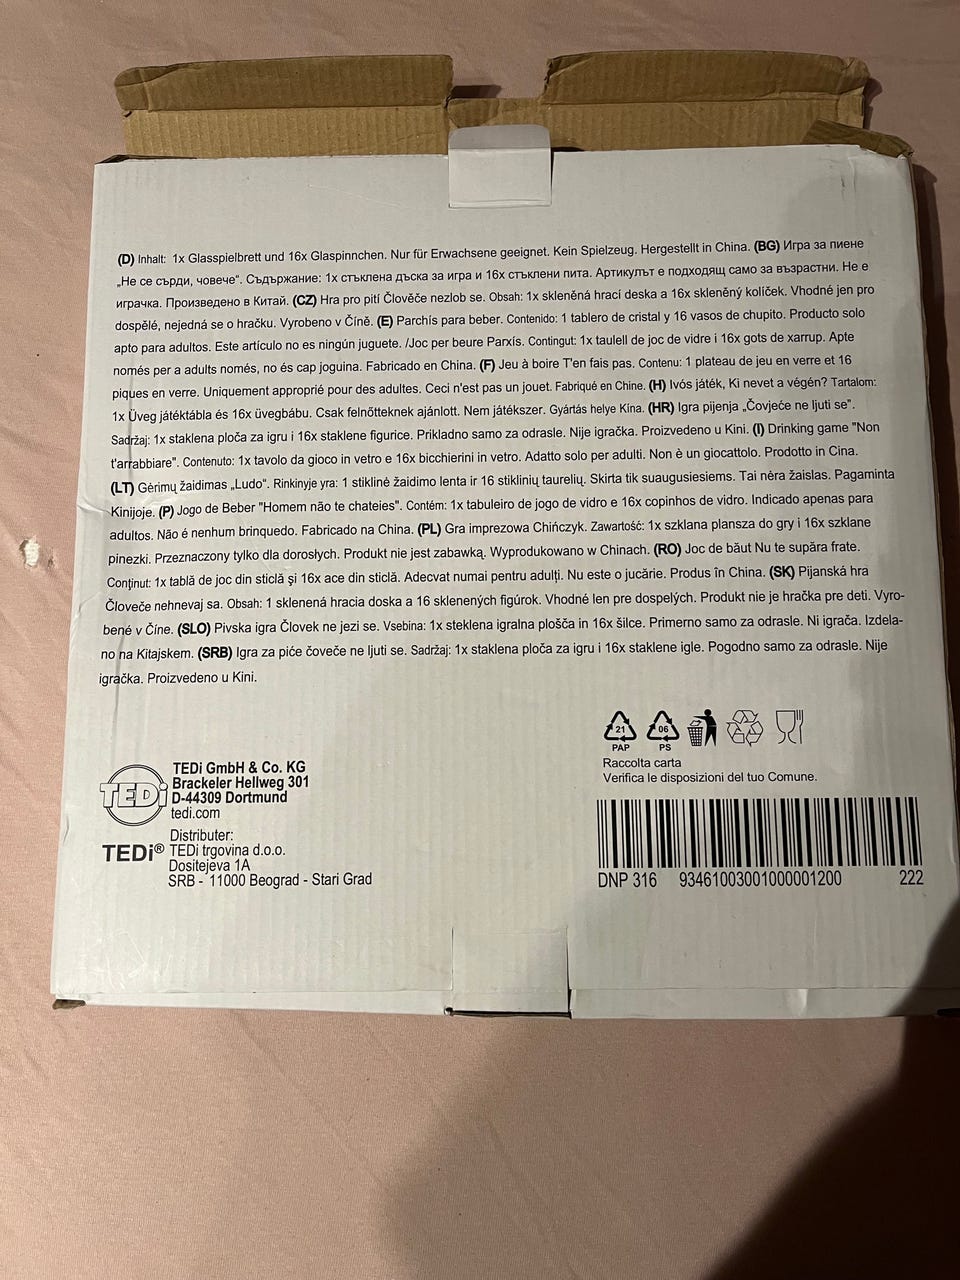 (D) Inhalt: 1x Glasspielbrett und 16x Glaspinnchen. Nur für Erwachsene geeignet. Kein Spielzeug. Hergestellt in China. (BG) Игра за пиене
„Не се сърди, човече“. Съдържание: 1x стъклена дъска за игра и 16x стъклени пита. Артикулът е подходящ само за възрастни. Не е
играчка. Произведено в Китай. (CZ) Hra pro pití Člověče nezlob se. Obsah: 1x skleněná hrací deska a 16x skleněný kolíček. Vhodné jen pro
dospělé, nejedná se o hračku. Vyrobeno v Číně. (E) Parchís para beber. Contenido: 1 tablero de cristal y 16 vasos de chupito. Producto solo
apto para adultos. Este artículo no es ningún juguete. /Joc per beure Parxís. Contingut: 1x taulell de joc de vidre i 16x gots de xarrup. Apte
només per a adults només, no és cap joguina. Fabricado en China. (F) Jeu à boire T'en fais pas. Contenu: 1 plateau de jeu en verre et 16
piques en verre. Uniquement approprié pour des adultes. Ceci n'est pas un jouet. Fabriqué en Chine. (H) Ivós játék, Ki nevet a végén? Tartalom:
1x Üveg játéktábla és 16x üvegbábu. Csak felnőtteknek ajánlott. Nem játékszer. Gyártás helye Kína. (HR) Igra pijenja „Čovječe ne ljuti se”.
Sadržaj: 1x staklena ploča za igru i 16x staklene figurice. Prikladno samo za odrasle. Nije igračka. Proizvedeno u Kini. (I) Drinking game "Non
t'arrabbiare". Contenuto: 1x tavolo da gioco in vetro e 16x bicchierini in vetro. Adatto solo per adulti. Non è un giocattolo. Prodotto in Cina.
(LT) Gėrimų žaidimas „Ludo”. Rinkinyje yra: 1 stiklinė žaidimo lenta ir 16 stiklinių taurelių. Skirta tik suaugusiesiems. Tai nėra žaislas. Pagaminta
Kinijoje. (P) Jogo de Beber "Homem não te chateies". Contém: 1x tabuleiro de jogo de vidro e 16x copinhos de vidro. Indicado apenas para
adultos. Não é nenhum brinquedo. Fabricado na China. (PL) Gra imprezowa Chińczyk. Zawartość: 1x szklana plansza do gry i 16x szklane
pinezki. Przeznaczony tylko dla dorosłych. Produkt nie jest zabawką. Wyprodukowano w Chinach. (RO) Joc de băut Nu te supăra frate.
Conţinut: 1x tablă de joc din sticlă şi 16x ace din sticlă. Adecvat numai pentru adulţi. Nu este o jucărie. Produs în China. (SK) Pijanská hra
Človeče nehnevaj sa. Obsah: 1 sklenená hracia doska a 16 sklenených figúrok. Vhodné len pre dospelých. Produkt nie je hračka pre deti. Vyro-
bené v Číne. (SLO) Pivska igra Človek ne jezi se. Vsebina: 1x steklena igralna plošča in 16x šilce. Primerno samo za odrasle. Ni igrača. Izdela-
no na Kitajskem. (SRB) Igra za piće čoveče ne ljuti se. Sadržaj: 1x staklena ploča za igru i 16x staklene igle. Pogodno samo za odrasle. Nije
igračka. Proizvedeno u Kini.
21 PAP
06 PS
Raccolta carta
Verifica le disposizioni del tuo Comune.
TEDi
TEDi GmbH & Co. KG
Brackeler Hellweg 301
D-44309 Dortmund
tedi.com
Distributer:
TEDi® TEDi trgovina d.o.o.
Dositejeva 1A
SRB - 11000 Beograd - Stari Grad
DNP 316 93461003001000001200 222